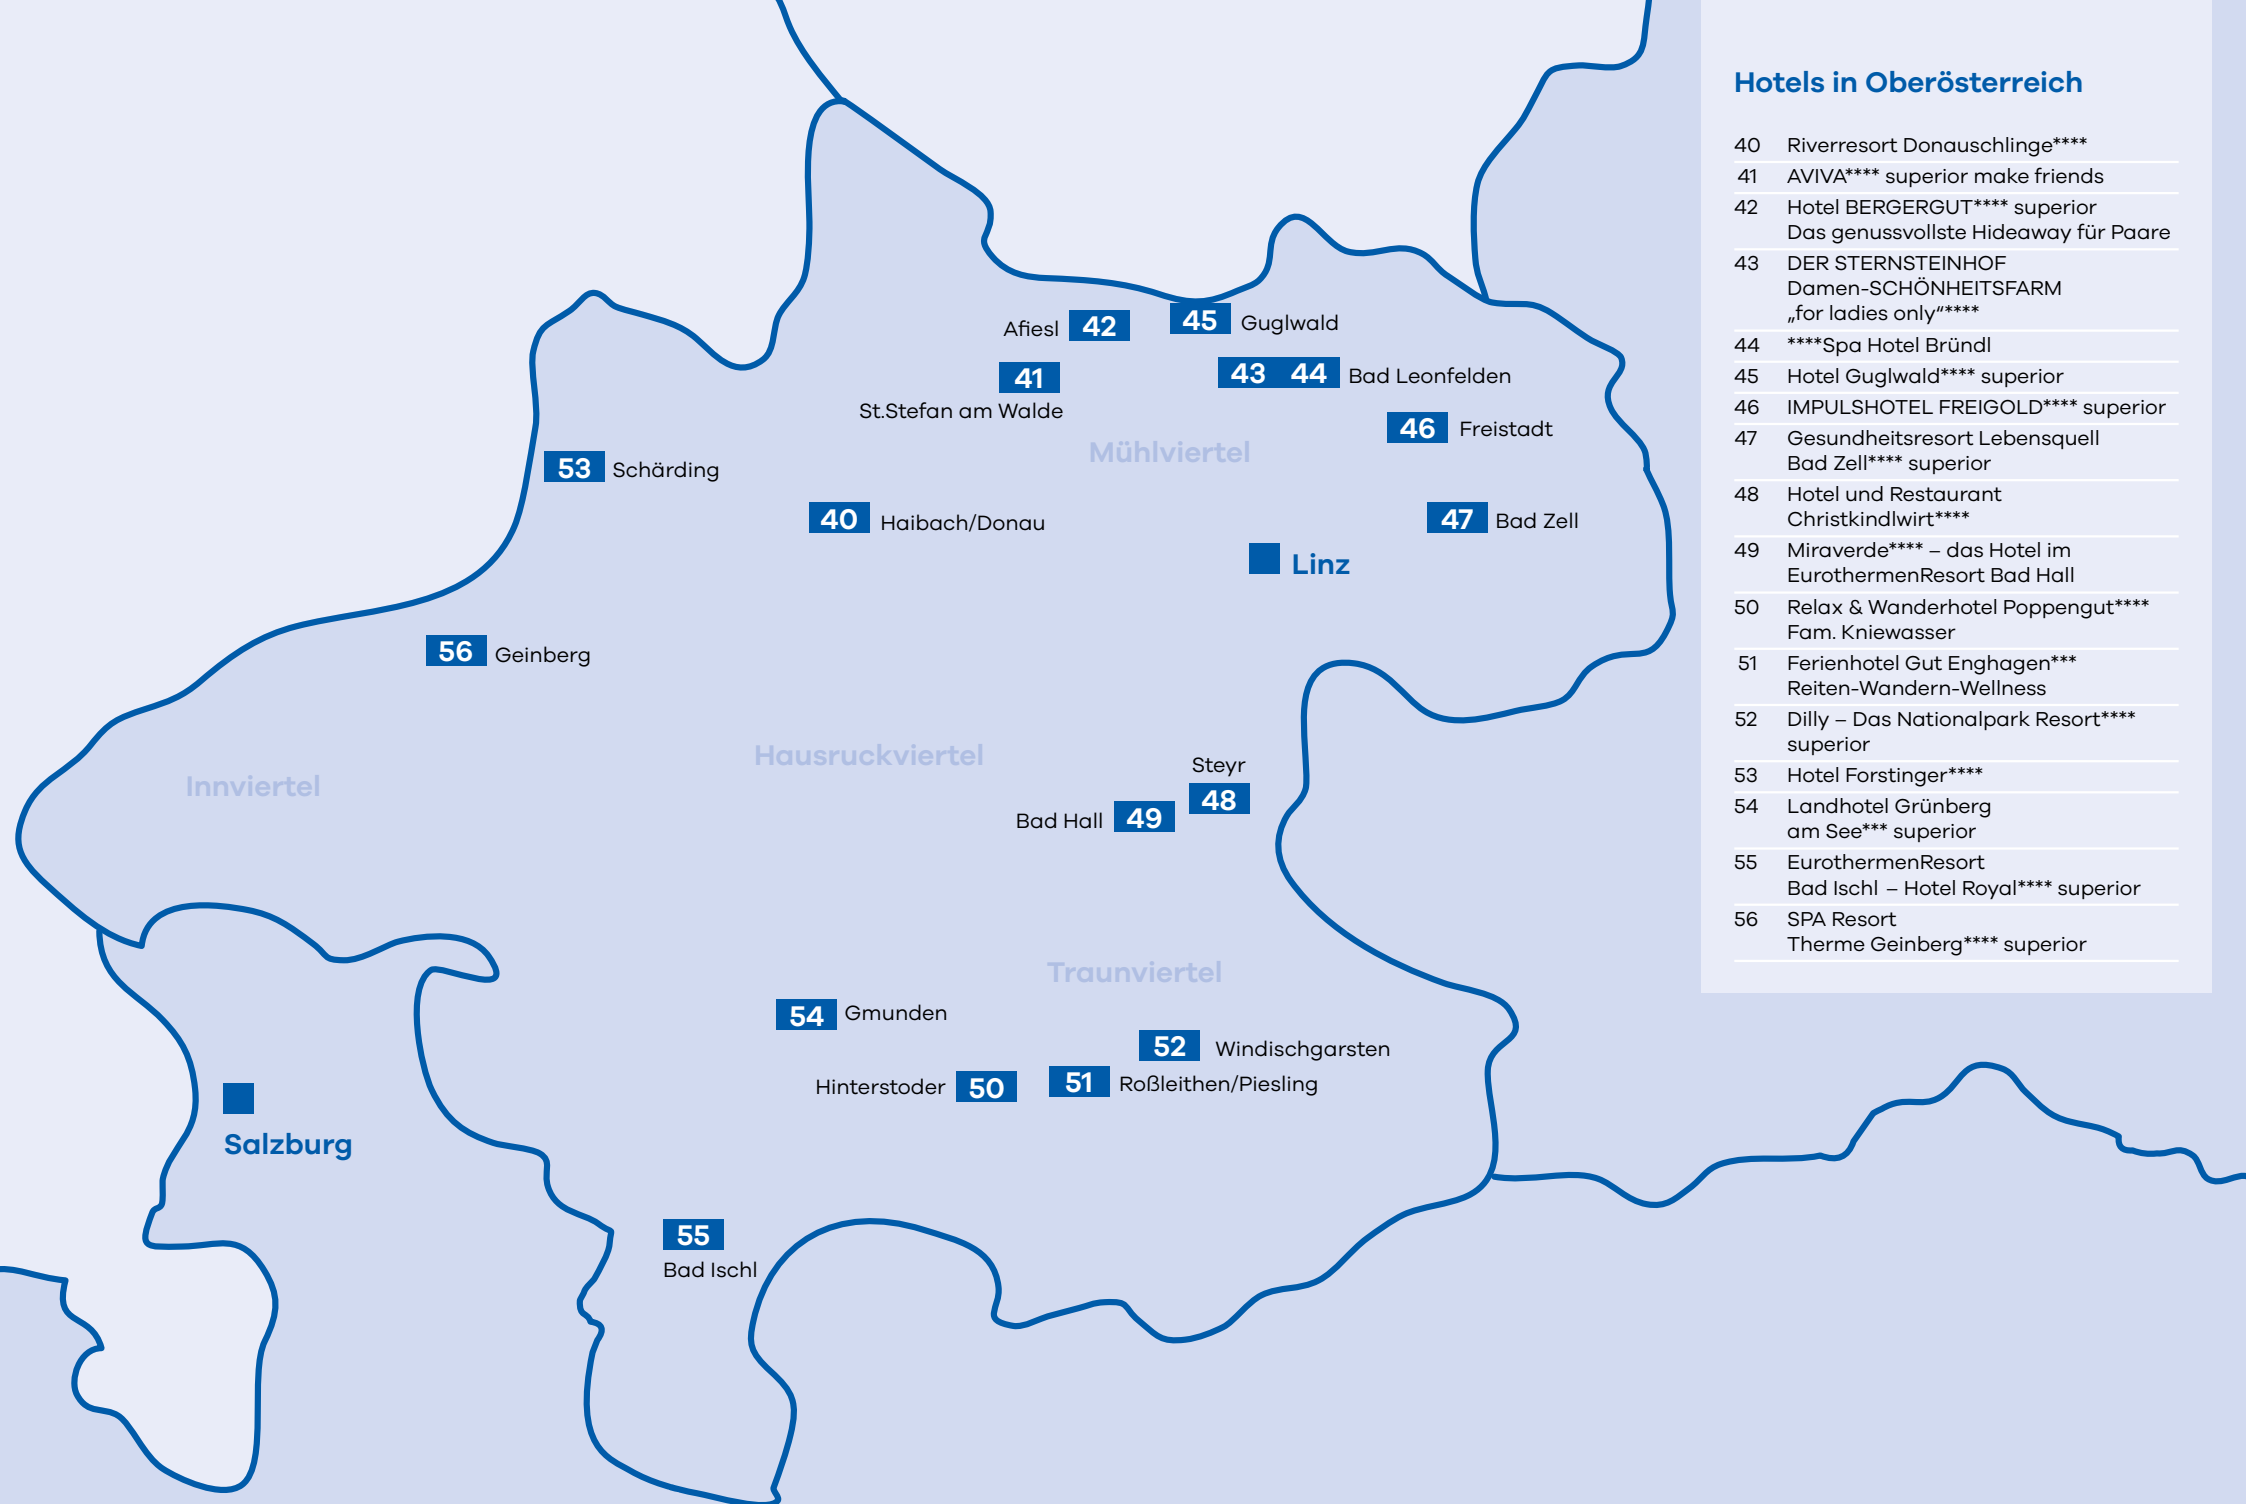 Afiesl 42
45 Guglwald
41
St.Stefan am Walde
43 44 Bad Leonfelden
46 Freistadt
Mühlviertel
53 Schärding
40 Haibach/Donau
47 Bad Zell
Linz
56 Geinberg
Innviertel
Hausruckviertel
Steyr
48
Bad Hall 49
Traunviertel
54 Gmunden
52 Windischgarsten
Hinterstoder 50
51 Roßleithen/Piesling
Salzburg
55
Bad Ischl
Hotels in Oberösterreich
40 Riverresort Donauschlinge****
41 AVIVA**** superior make friends
42 Hotel BERGERGUT**** superior
Das genussvollste Hideaway für Paare
43 DER STERNSTEINHOF
Damen-SCHÖNHEITSFARM
„for ladies only“****
44 ****Spa Hotel Bründl
45 Hotel Guglwald**** superior
46 IMPULSHOTEL FREIGOLD**** superior
47 Gesundheitsresort Lebensquell
Bad Zell**** superior
48 Hotel und Restaurant
Christkindlwirt****
49 Miraverde**** – das Hotel im
EurothermenResort Bad Hall
50 Relax & Wanderhotel Poppengut****
Fam. Kniewasser
51 Ferienhotel Gut Enghagen***
Reiten-Wandern-Wellness
52 Dilly – Das Nationalpark Resort****
superior
53 Hotel Forstinger****
54 Landhotel Grünberg
am See*** superior
55 EurothermenResort
Bad Ischl – Hotel Royal**** superior
56 SPA Resort
Therme Geinberg**** superior